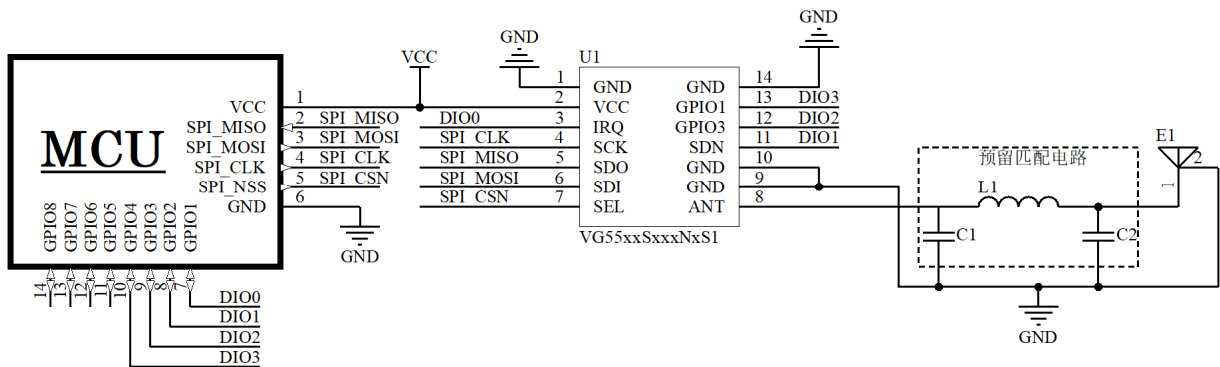 MCU
VCC
SPI_MISO
SPI_MOSI
SPI_CLK
SPI_NSS
GND
1
2
3
4
5
6
SPI_MISO
SPI_MOSI
SPI_CLK
SPI_CSN
GND
GPIO8
GPIO7
GPIO6
GPIO5
GPIO4
GPIO3
GPIO2
GPIO1
14
13
12
11
10
9
8
7
DIO0
DIO1
DIO2
DIO3
VCC
GND
DIO0
SPI_CLK
SPI_MISO
SPI_MOSI
SPI_CSN
U1
1
2
3
4
5
6
7
GND
VCC
IRQ
SCK
SDO
SDI
SEL
GND
GPIO1
GPIO3
SDN
GND
GND
ANT
14
13
12
11
10
9
8
VG55xxSxxxNxS1
GND
DIO3
DIO2
DIO1
预留匹配电路
L1
C1
C2
E1
2
1
GND